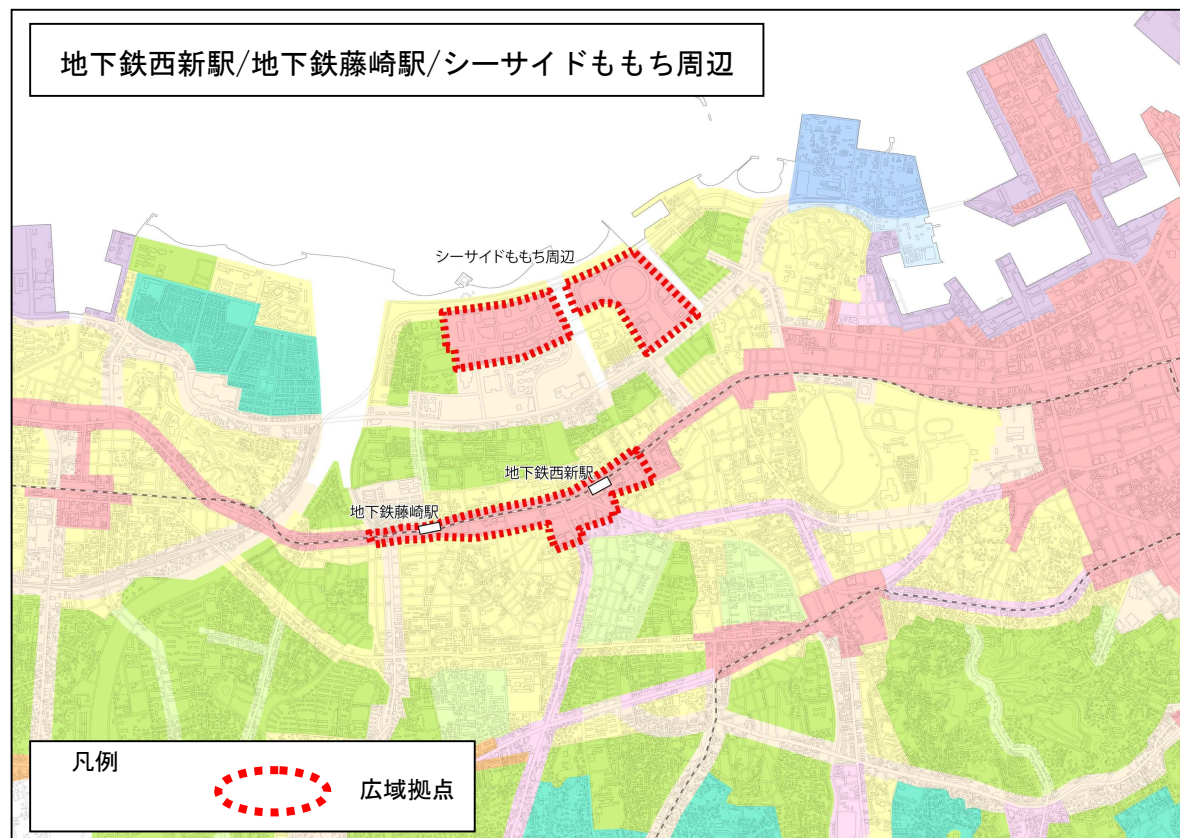 地下鉄西新駅/地下鉄藤崎駅/シーサイドももち周辺
シーサイドももち周辺
地下鉄西新駅
地下鉄藤崎駅
凡例
広域拠点